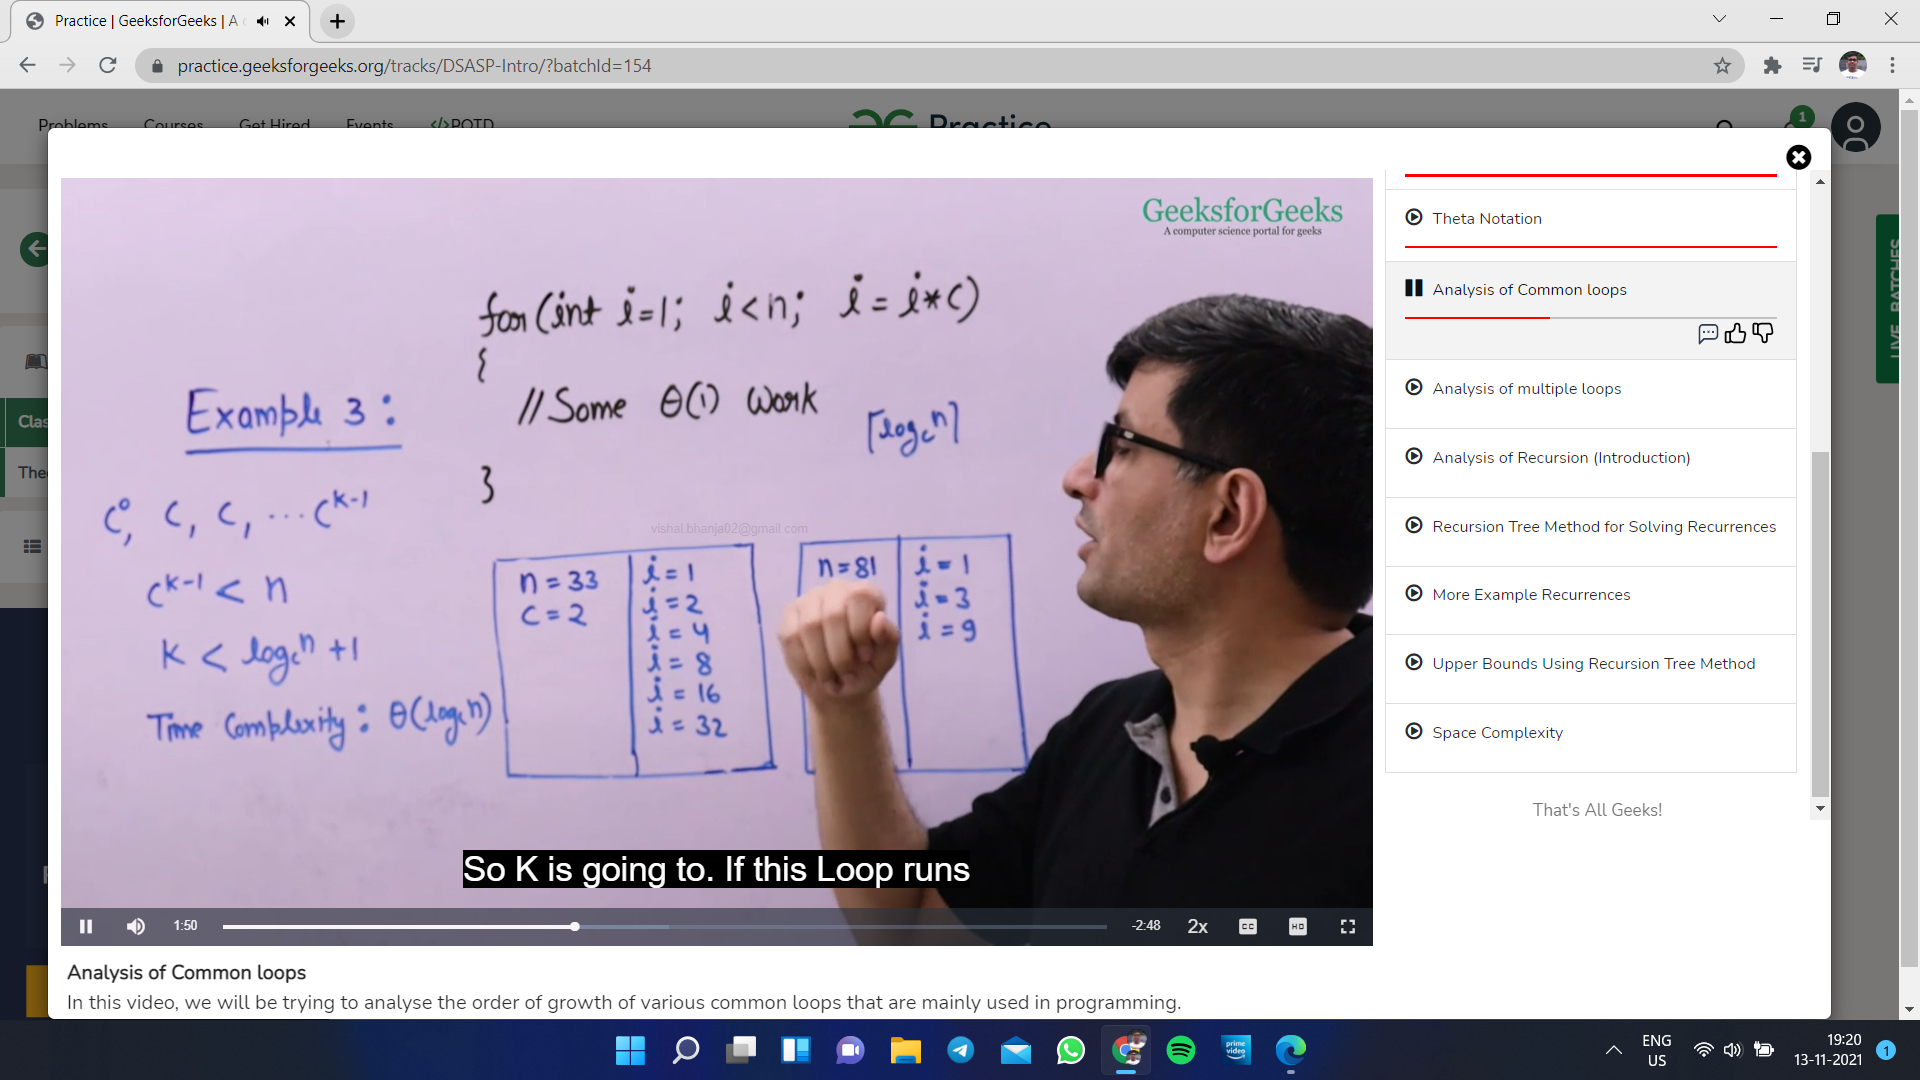 Practice | GeeksforGeeks | A
practice.geeksforgeeks.org/tracks/DSASP-Intro/?batchId=154
Problems Courses Get Hired Events </>POTD Practice 1
GeeksforGeeks
A computer science portal for geeks
for(int i=1; i<n; i=i*c)
{
//Some θ(1) Work
}
⌈log_c n⌉
Example 3:
c⁰, c, c, ... c^(k-1)
c^(k-1) < n
k < log_c n +1
Time Complexity: θ(log_c n)
vishal.bhanja02@gmail.com
n = 33
c = 2
i = 1
i = 2
i = 4
i = 8
i = 16
i = 32
n=81
i = 1
i = 3
i = 9
So K is going to. If this Loop runs
1:50
-2:48 2x CC HD
Theta Notation
Analysis of Common loops
Analysis of multiple loops
Analysis of Recursion (Introduction)
Recursion Tree Method for Solving Recurrences
More Example Recurrences
Upper Bounds Using Recursion Tree Method
Space Complexity
That's All Geeks!
LIVE BATCHES
Clas
Theo
Analysis of Common loops
In this video, we will be trying to analyse the order of growth of various common loops that are mainly used in programming.
prime video
ENG
US
19:20
13-11-2021
1